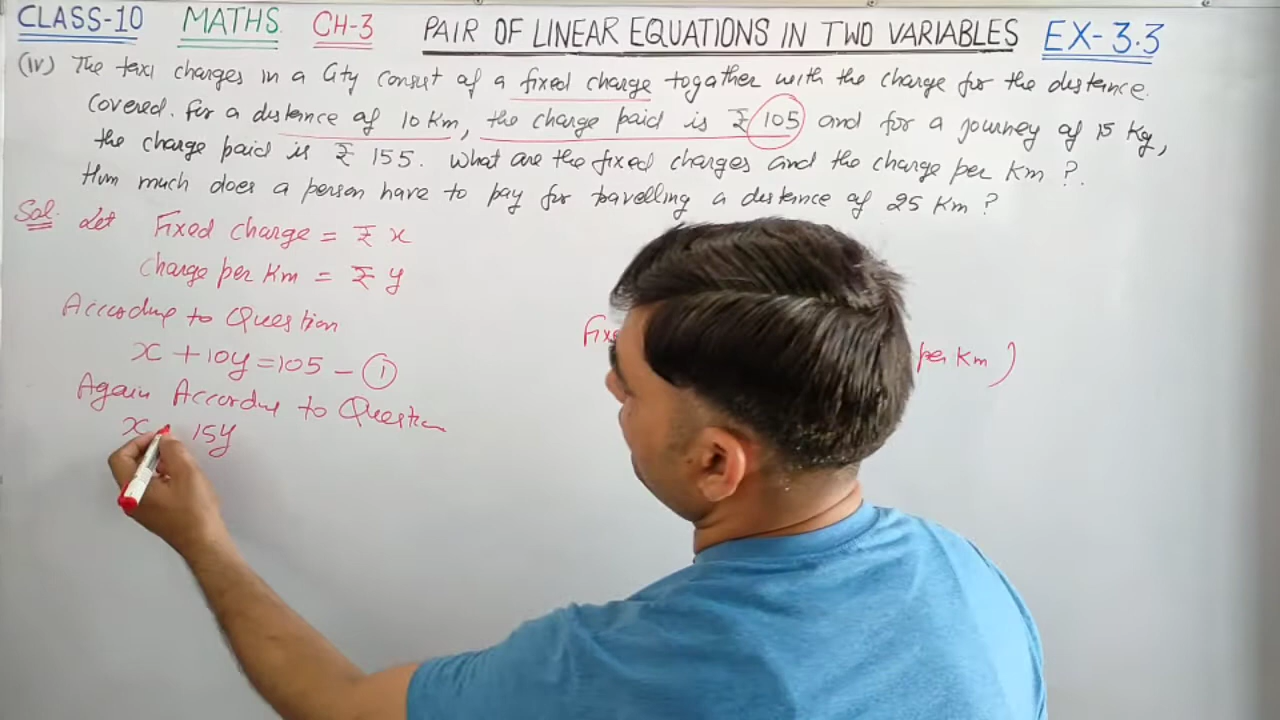 CLASS-10 MATHS. CH-3 PAIR OF LINEAR EQUATIONS IN TWO VARIABLES EX-3.3
(iv) The taxi charges in a City consist of a fixed charge togather with the charge for the distance
Covered. For a distance of 10 Km, the charge paid is ₹ 105 and for a journey of 15 Kg,
the charge paid is ₹ 155. What are the fixed charges and the charge per Km ?.
How much does a person have to pay for travelling a distance of 25 Km ?
Sol. Let Fixed charge = ₹ x
Charge per Km = ₹ y
According to Question
x + 10y = 105 - ①
Again According to Question
x 15y
per Km )